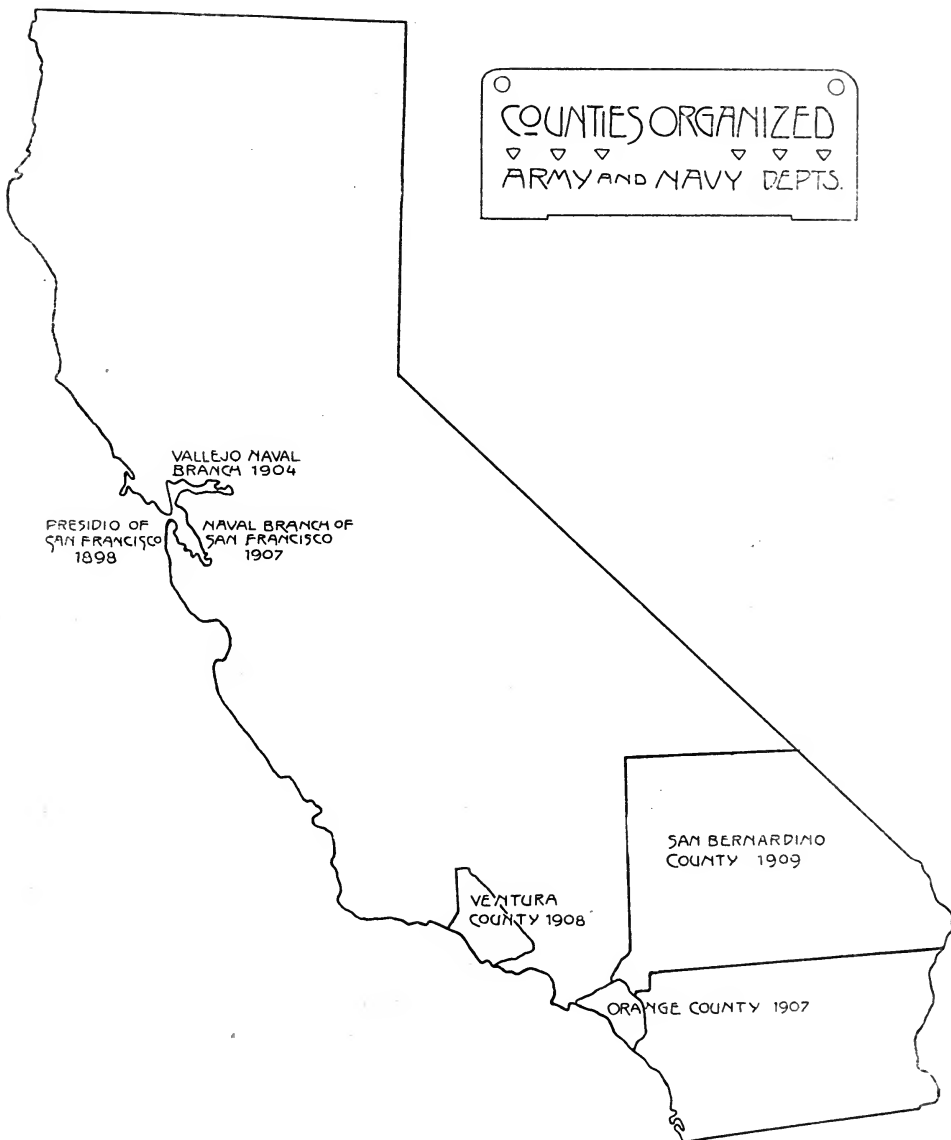 COUNTIES ORGANIZED
ARMY AND NAVY DEPTS.
VALLEJO NAVAL
BRANCH 1904
PRESIDIO OF
SAN FRANCISCO
1898
NAVAL BRANCH OF
SAN FRANCISCO
1907
SAN BERNARDINO
COUNTY 1909
VENTURA
COUNTY 1908
ORANGE COUNTY 1907